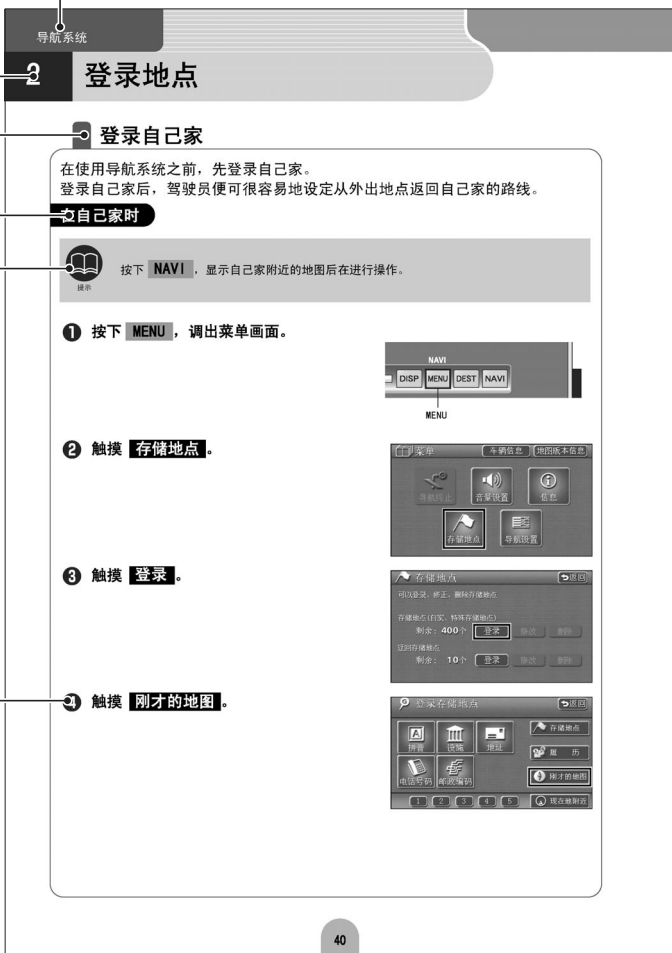 导航系统
2 登录地点
登录自己家
在使用导航系统之前，先登录自己家。
登录自己家后，驾驶员便可很容易地设定从外出地点返回自己家的路线。
在自己家时
提示
按下 NAVI ，显示自己家附近的地图后在进行操作。
❶ 按下 MENU ，调出菜单画面。
NAVI
DISP MENU DEST NAVI
MENU
❷ 触摸 存储地点 。
菜单 车辆信息 地图版本信息
导航停止 音量设置 信息
存储地点 导航设置
❸ 触摸 登录 。
存储地点 返回
可以登录、修正、删除存储地点
存储地点(自家、特殊存储地点)
剩余：400个 登录 修改 删除
迂回存储地点
剩余：10个 登录 修改 删除
❹ 触摸 刚才的地图 。
登录存储地点 返回
拼音 设施 地址 存储地点
履 历
电话号码 邮政编码 刚才的地图
1 2 3 4 5 现在地附近
40